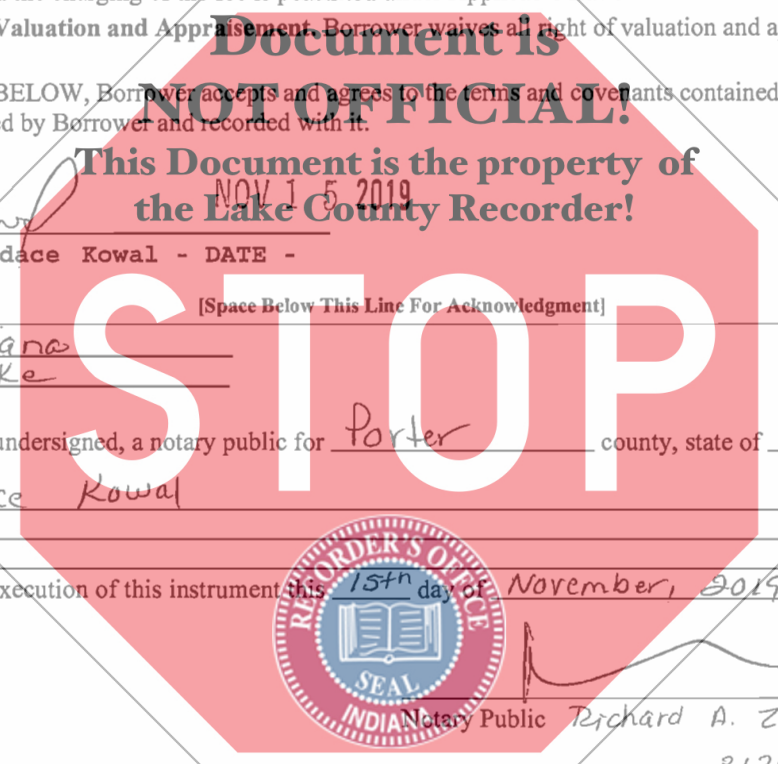 Valuation and Appraisement. Borrower waives all right of valuation and a
Document is
BELOW, Borrower accepts and agrees to the terms and covenants contained
NOT OFFICIAL!
ed by Borrower and recorded with it.
This Document is the property of
NOV 15 2019
the Lake County Recorder!
dace Kowal - DATE -
[Space Below This Line For Acknowledgment]
STOP
ana
ke
undersigned, a notary public for Porter county, state of
ce Kowal
xecution of this instrument this 15th day of November, 2019
RECORDER'S OFFICE
SEAL
INDIANA
Notary Public Richard A. Z